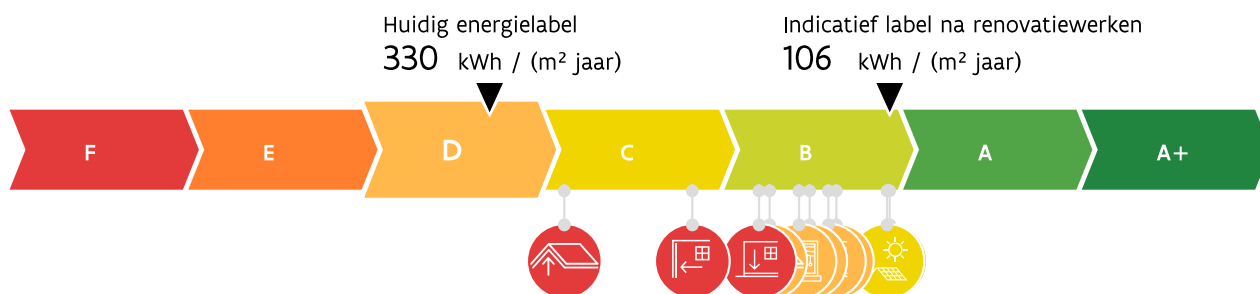 Huidig energielabel
330 kWh / (m² jaar)
Indicatief label na renovatiewerken
106 kWh / (m² jaar)
F E D C B A A+